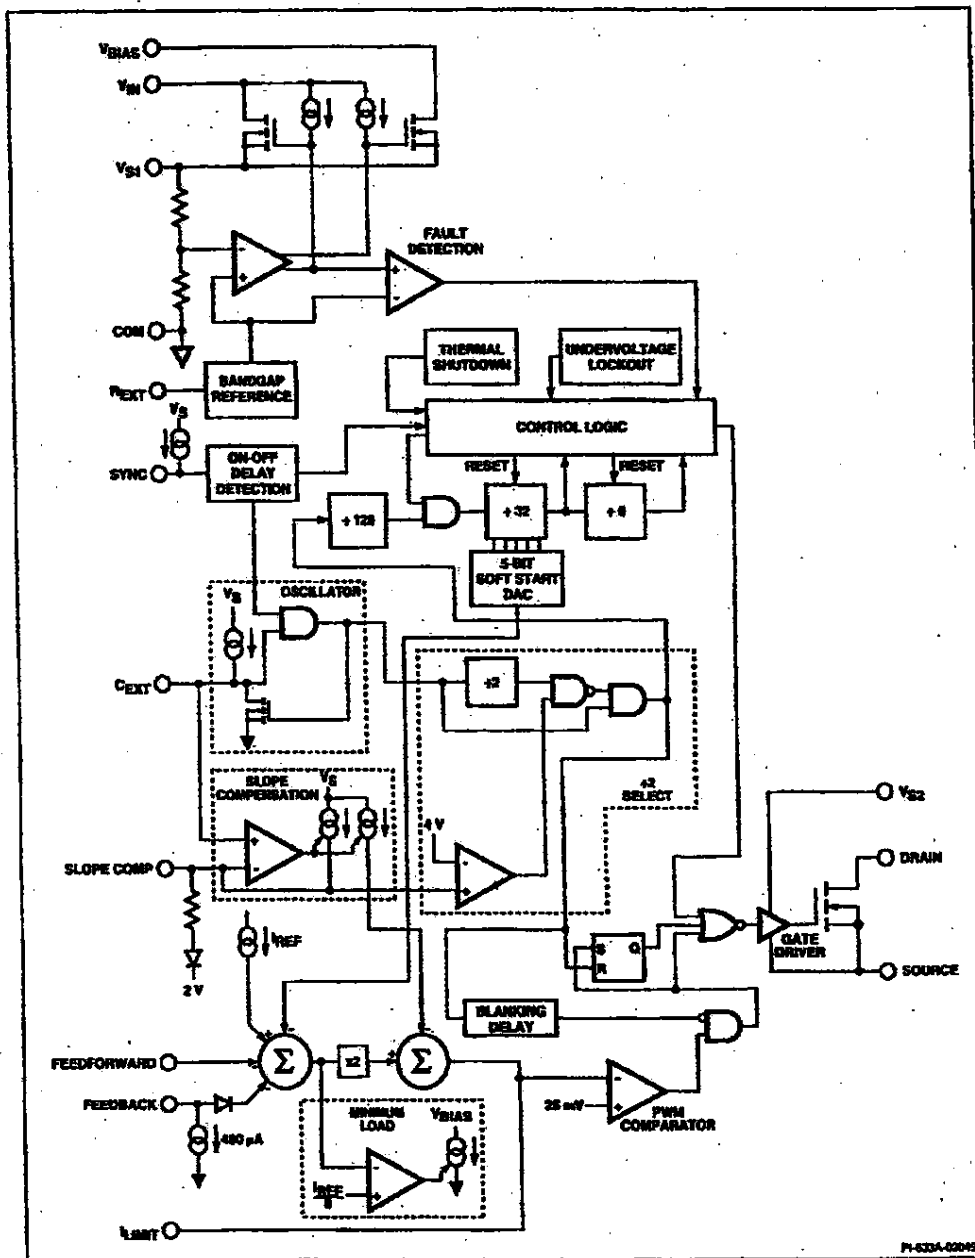 VBIAS
VIN
VS1
FAULT
DETECTION
-
+
+
-
COM
THERMAL
SHUTDOWN
UNDERVOLTAGE
LOCKOUT
REXT
BANDGAP
REFERENCE
VS
CONTROL LOGIC
SYNC
ON-OFF
DELAY
DETECTION
RESET
RESET
÷ 128
÷ 32
÷ 8
5-BIT
SOFT START
DAC
OSCILLATOR
VS
CEXT
÷2
SLOPE
COMPENSATION
VS
÷2
SELECT
VS2
4 V
+
-
-
+
SLOPE COMP
DRAIN
IREF
S
Q
R
GATE
DRIVER
SOURCE
2 V
BLANKING
DELAY
+
-
-
FEEDFORWARD
-
Σ
x2
+
Σ
FEEDBACK
-
-
25 mV
+
PWM
COMPARATOR
480 µA
MINIMUM
LOAD
VBIAS
-
IREF
8
+
ILIMIT